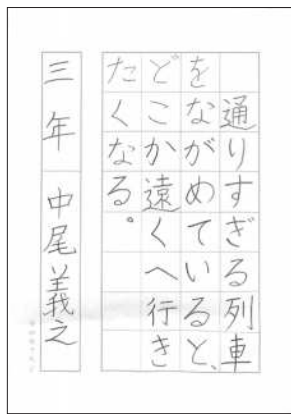 通りすぎる列車
をながめていると、
どこか遠くへ行き
たくなる。
三年 中尾義之